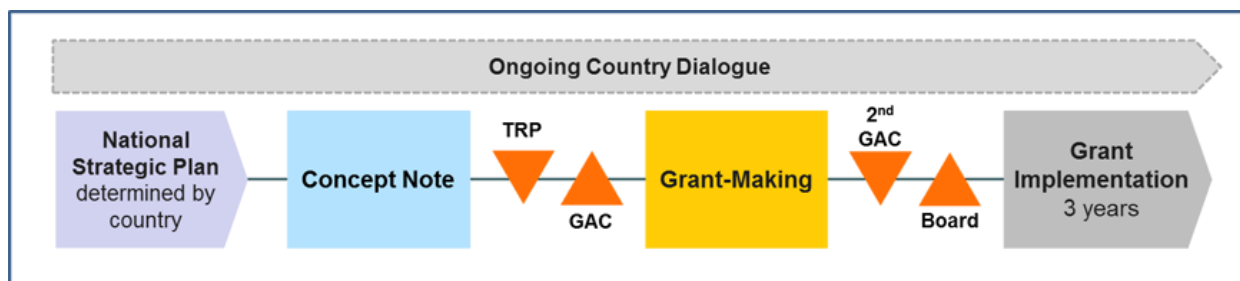 Ongoing Country Dialogue
National
Strategic Plan
determined by
country
Concept Note
TRP
GAC
Grant-Making
2nd
GAC
Board
Grant
Implementation
3 years